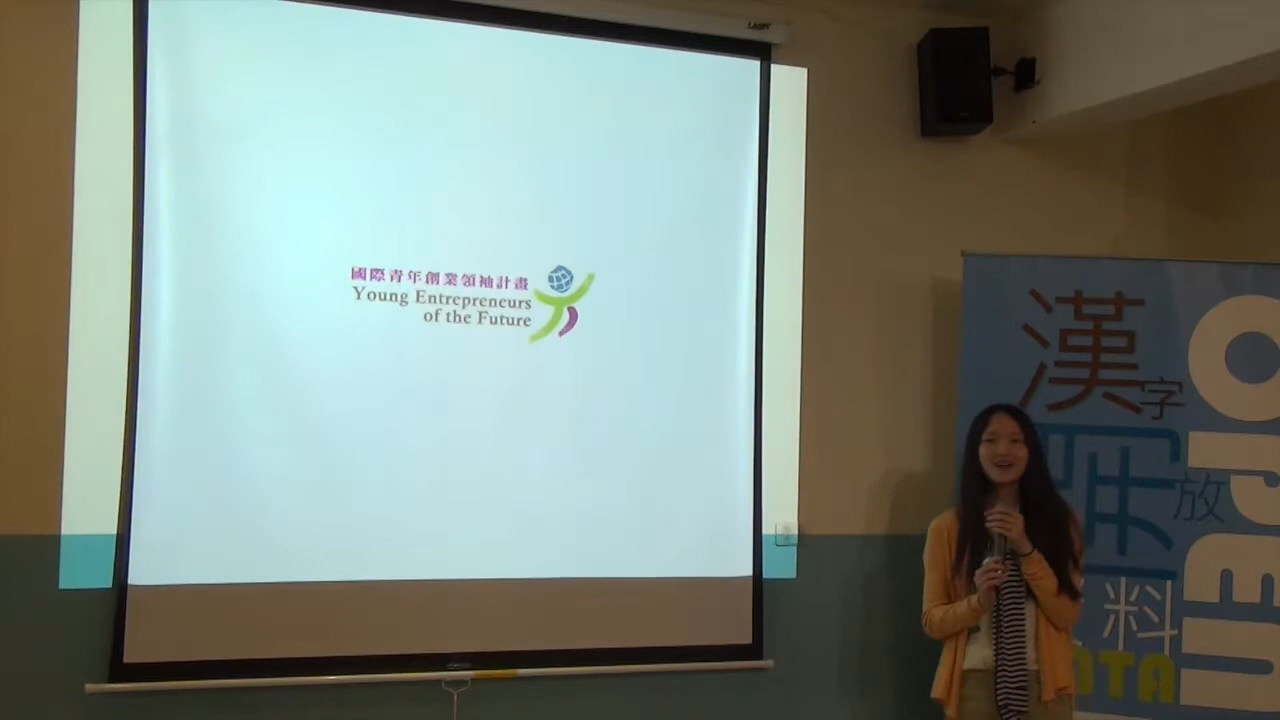 國際青年創業領袖計畫
Young Entrepreneurs
of the Future
漢
字
開
放
料